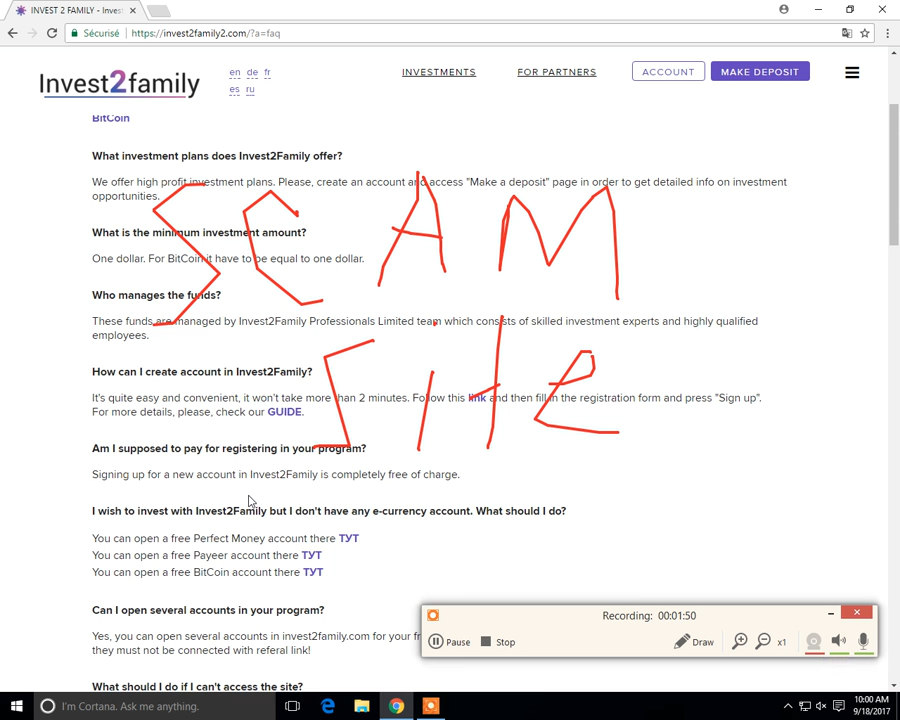 INVEST 2 FAMILY - Invest
Sécurisé
https://invest2family2.com/?a=faq
Invest2family
en de fr
es ru
INVESTMENTS
FOR PARTNERS
ACCOUNT
MAKE DEPOSIT
BitCoin
What investment plans does Invest2Family offer?
We offer high profit investment plans. Please, create an account and access "Make a deposit" page in order to get detailed info on investment
opportunities.
SCAM
What is the minimum investment amount?
One dollar. For BitCoin it have to be equal to one dollar.
Who manages the funds?
These funds are managed by Invest2Family Professionals Limited team which consists of skilled investment experts and highly qualified
employees.
How can I create account in Invest2Family?
site
It's quite easy and convenient, it won't take more than 2 minutes. Follow this link and then fill in the registration form and press "Sign up".
For more details, please, check our GUIDE.
Am I supposed to pay for registering in your program?
Signing up for a new account in Invest2Family is completely free of charge.
I wish to invest with Invest2Family but I don't have any e-currency account. What should I do?
You can open a free Perfect Money account there ТУТ
You can open a free Payeer account there ТУТ
You can open a free BitCoin account there ТУТ
Can I open several accounts in your program?
Yes, you can open several accounts in invest2family.com for your
they must not be connected with referal link!
What should I do if I can't access the site?
Recording: 00:01:50
Pause
Stop
Draw
x1
I'm Cortana. Ask me anything.
10:00 AM
9/18/2017